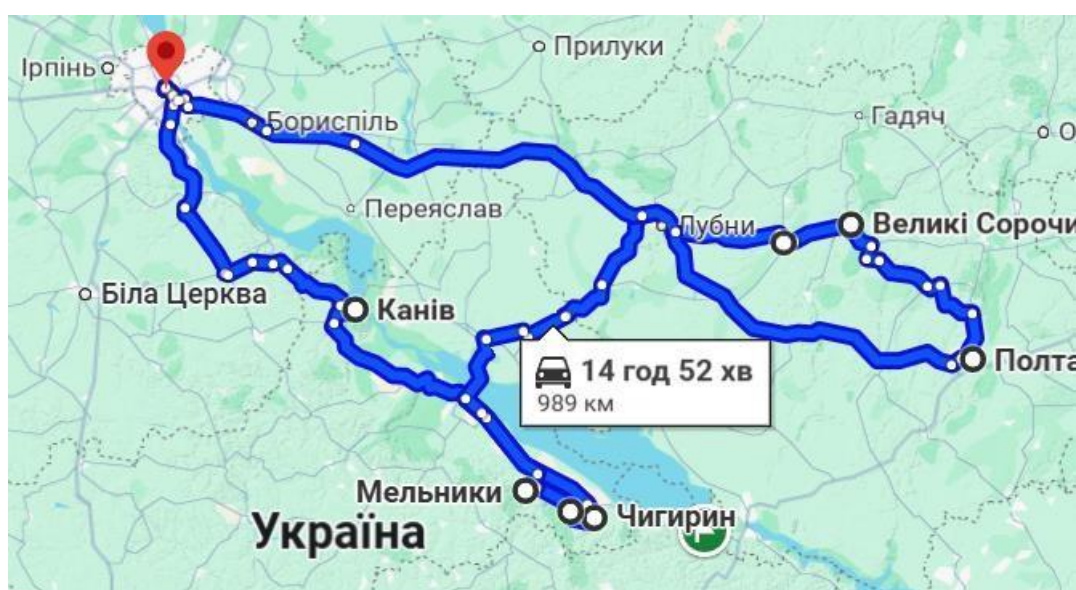 Прилуки
Ірпінь
Гадяч
О
Бориспіль
Переяслав
Лубни
Великі Сорочи
Біла Церква
Канів
Полта
14 год 52 хв
989 км
Мельники
Чигирин
Україна